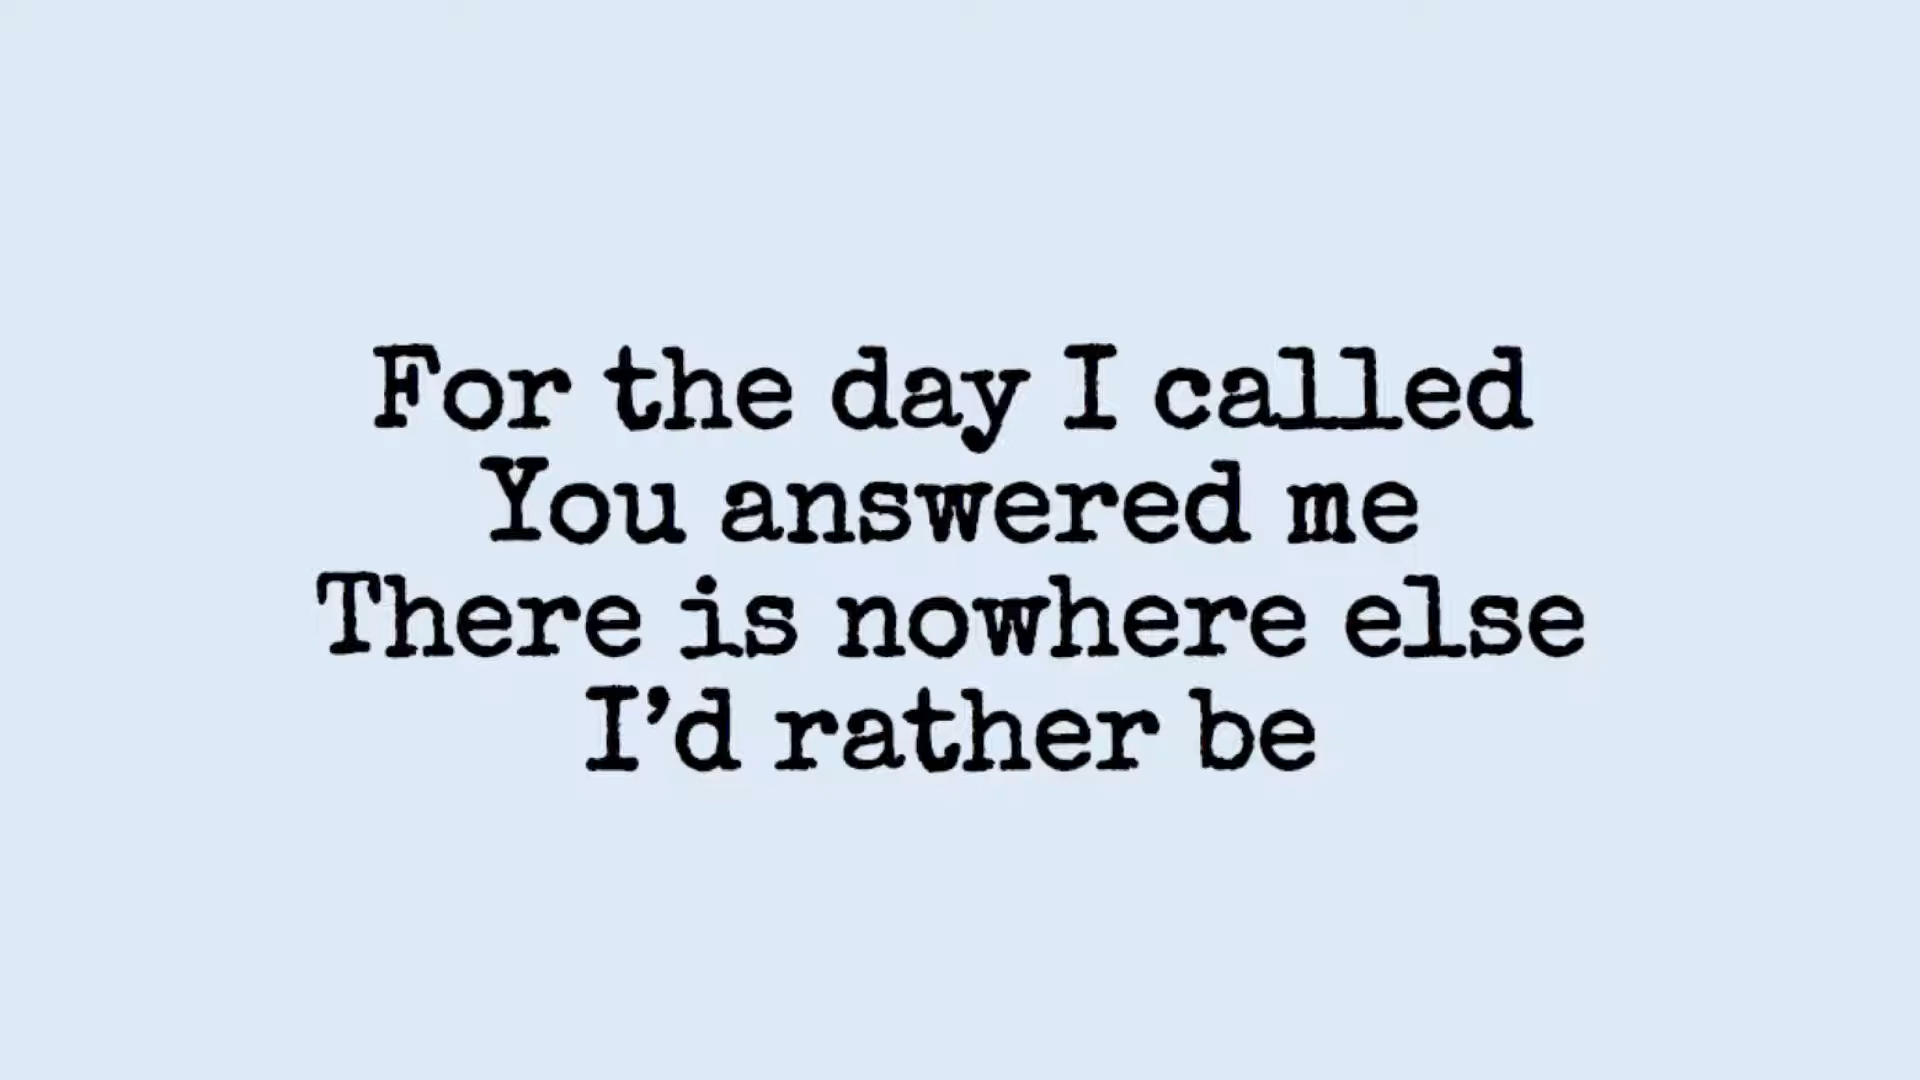 For the day I called
You answered me
There is nowhere else
I’d rather be